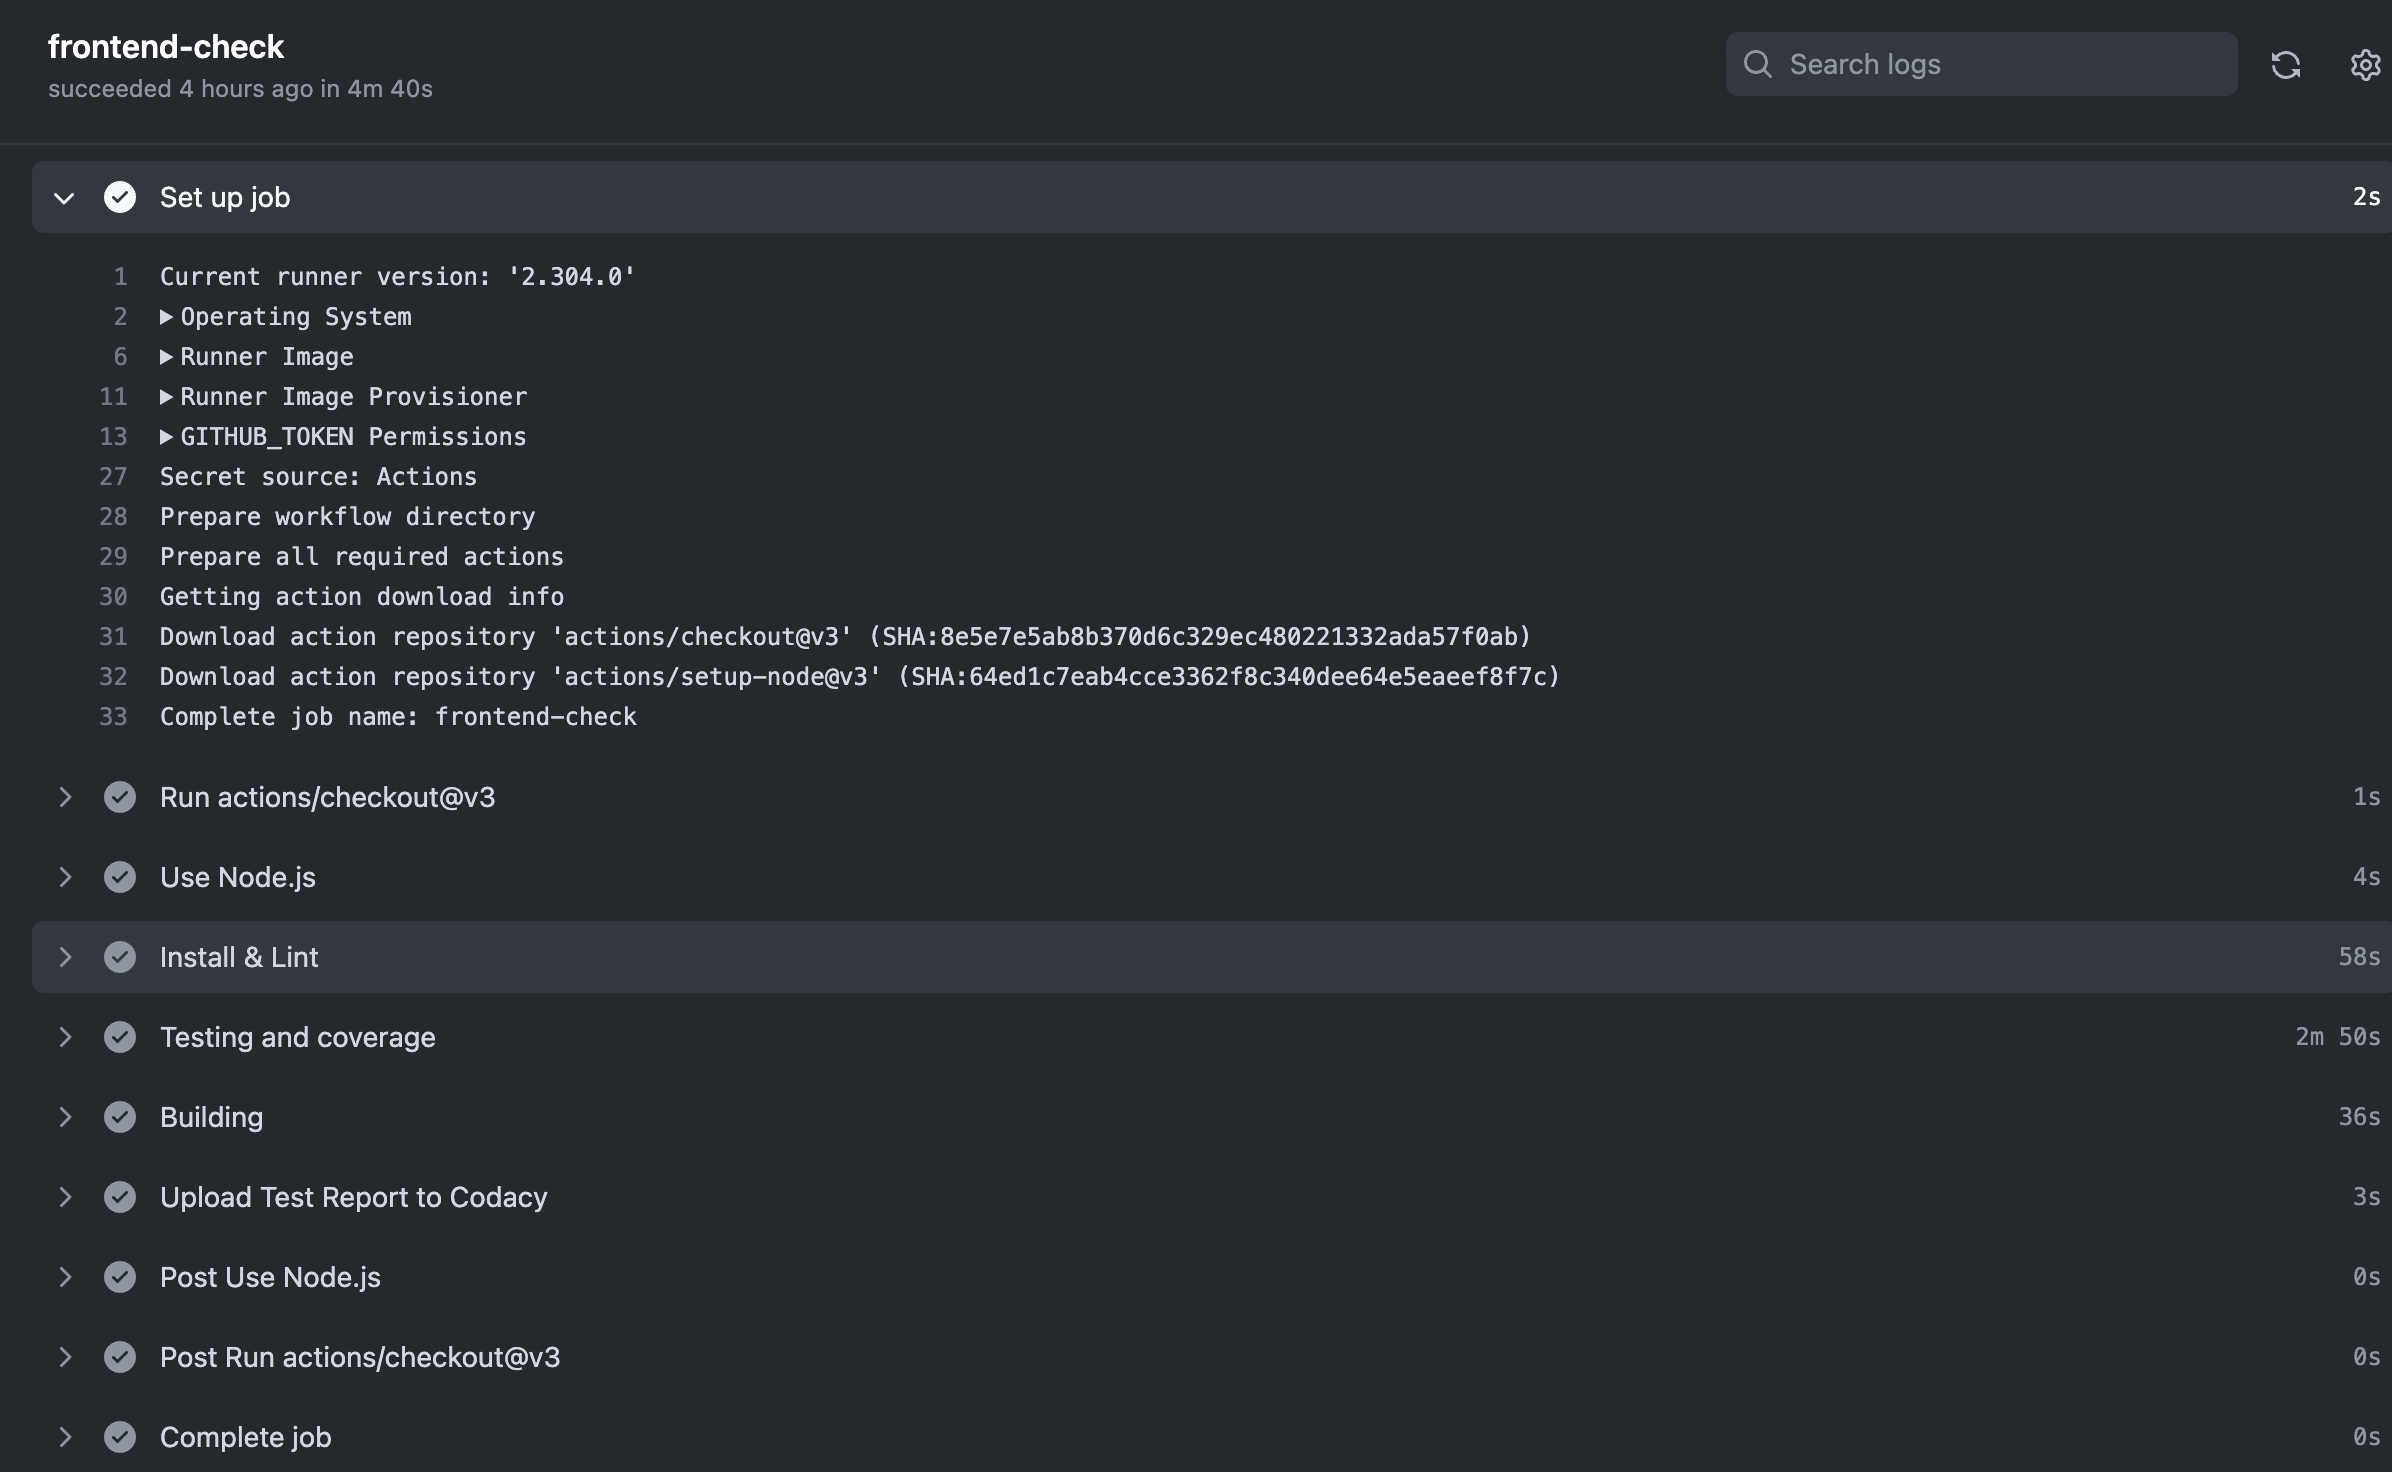 frontend-check
succeeded 4 hours ago in 4m 40s
Search logs
Set up job 2s
1 Current runner version: '2.304.0'
2 ▶Operating System
6 ▶Runner Image
11 ▶Runner Image Provisioner
13 ▶GITHUB_TOKEN Permissions
27 Secret source: Actions
28 Prepare workflow directory
29 Prepare all required actions
30 Getting action download info
31 Download action repository 'actions/checkout@v3' (SHA:8e5e7e5ab8b370d6c329ec480221332ada57f0ab)
32 Download action repository 'actions/setup-node@v3' (SHA:64ed1c7eab4cce3362f8c340dee64e5eaeef8f7c)
33 Complete job name: frontend-check
Run actions/checkout@v3 1s
Use Node.js 4s
Install & Lint 58s
Testing and coverage 2m 50s
Building 36s
Upload Test Report to Codacy 3s
Post Use Node.js 0s
Post Run actions/checkout@v3 0s
Complete job 0s